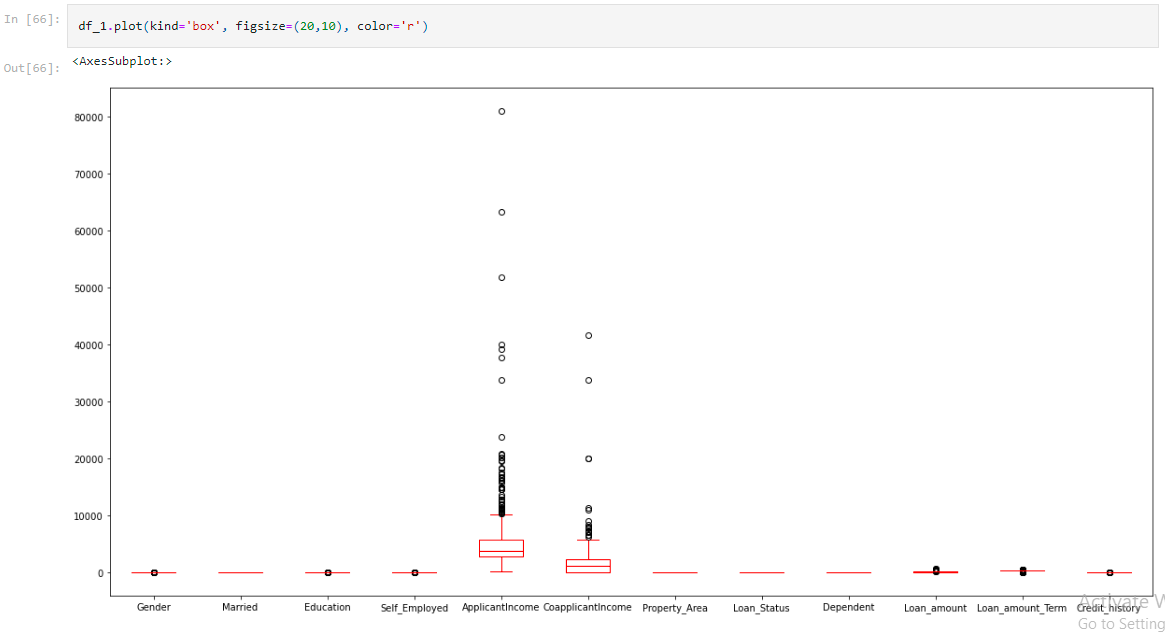 In [66]:
df_1.plot(kind='box', figsize=(20,10), color='r')
Out[66]:
<AxesSubplot:>
80000
70000
60000
50000
40000
30000
20000
10000
0
Gender Married Education Self_Employed ApplicantIncome CoapplicantIncome Property_Area Loan_Status Dependent Loan_amount Loan_amount_Term Credit_history
Activate W
Go to Setting